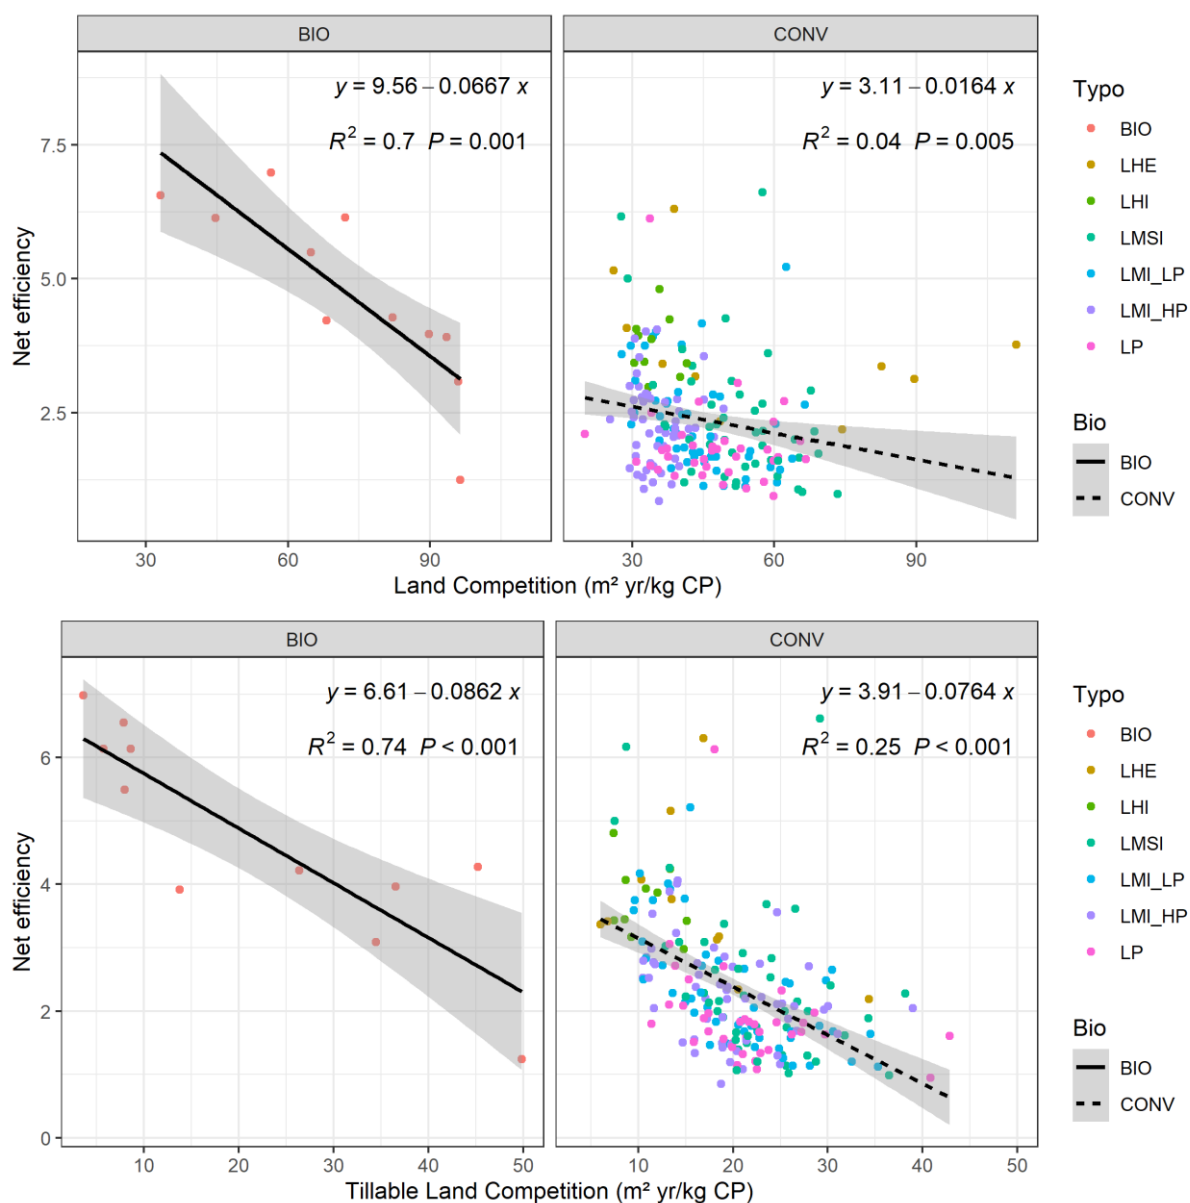 BIO CONV
y = 9.56 – 0.0667 x
R² = 0.7 P = 0.001
y = 3.11 – 0.0164 x
R² = 0.04 P = 0.005
7.5
5.0
2.5
Net efficiency
30 60 90 30 60 90
Land Competition (m² yr/kg CP)
Typo
BIO
LHE
LHI
LMSI
LMI_LP
LMI_HP
LP
Bio
BIO
CONV
BIO CONV
y = 6.61 – 0.0862 x
R² = 0.74 P < 0.001
y = 3.91 – 0.0764 x
R² = 0.25 P < 0.001
6
4
2
0
Net efficiency
10 20 30 40 50 10 20 30 40 50
Tillable Land Competition (m² yr/kg CP)
Typo
BIO
LHE
LHI
LMSI
LMI_LP
LMI_HP
LP
Bio
BIO
CONV